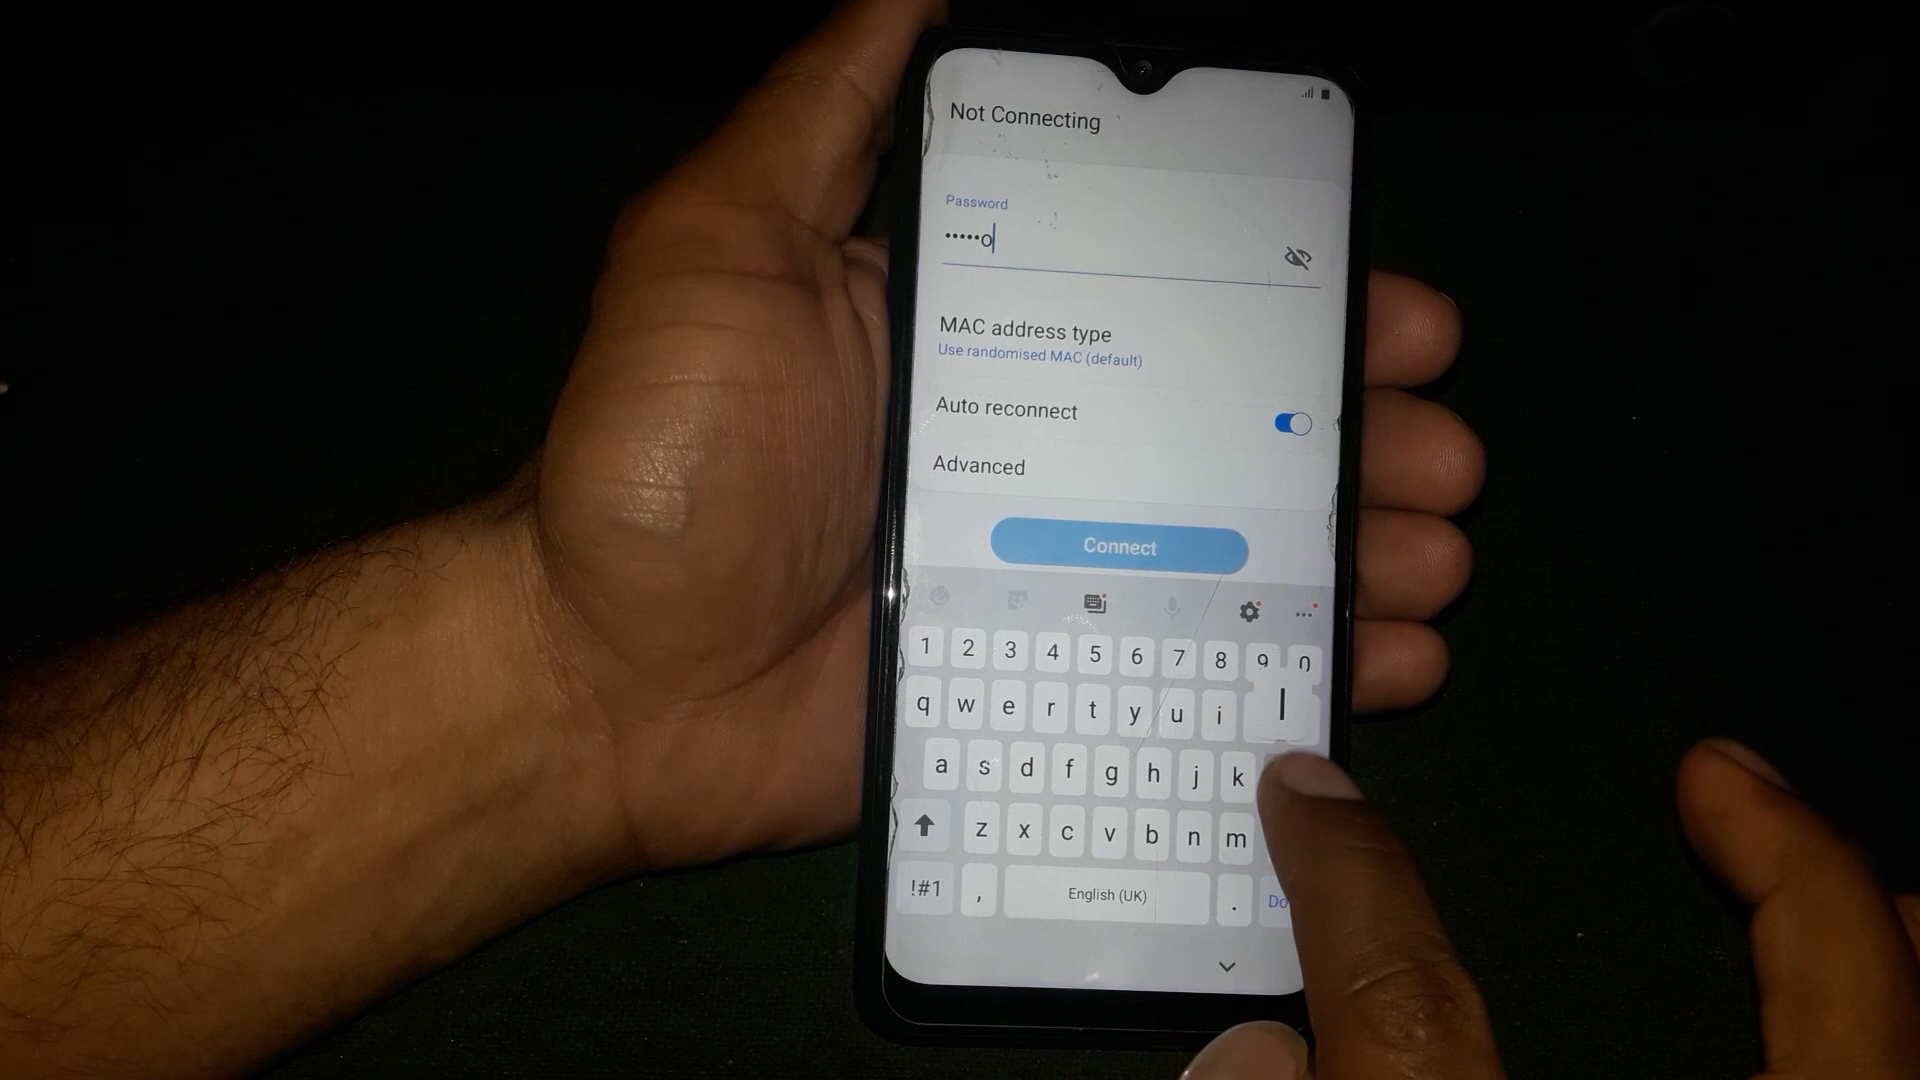 Not Connecting
Password
•••••o
MAC address type
Use randomised MAC (default)
Auto reconnect
Advanced
Connect
1 2 3 4 5 6 7 8 9 0
q w e r t y u i l
a s d f g h j k
z x c v b n m
!#1 , English (UK) . Do